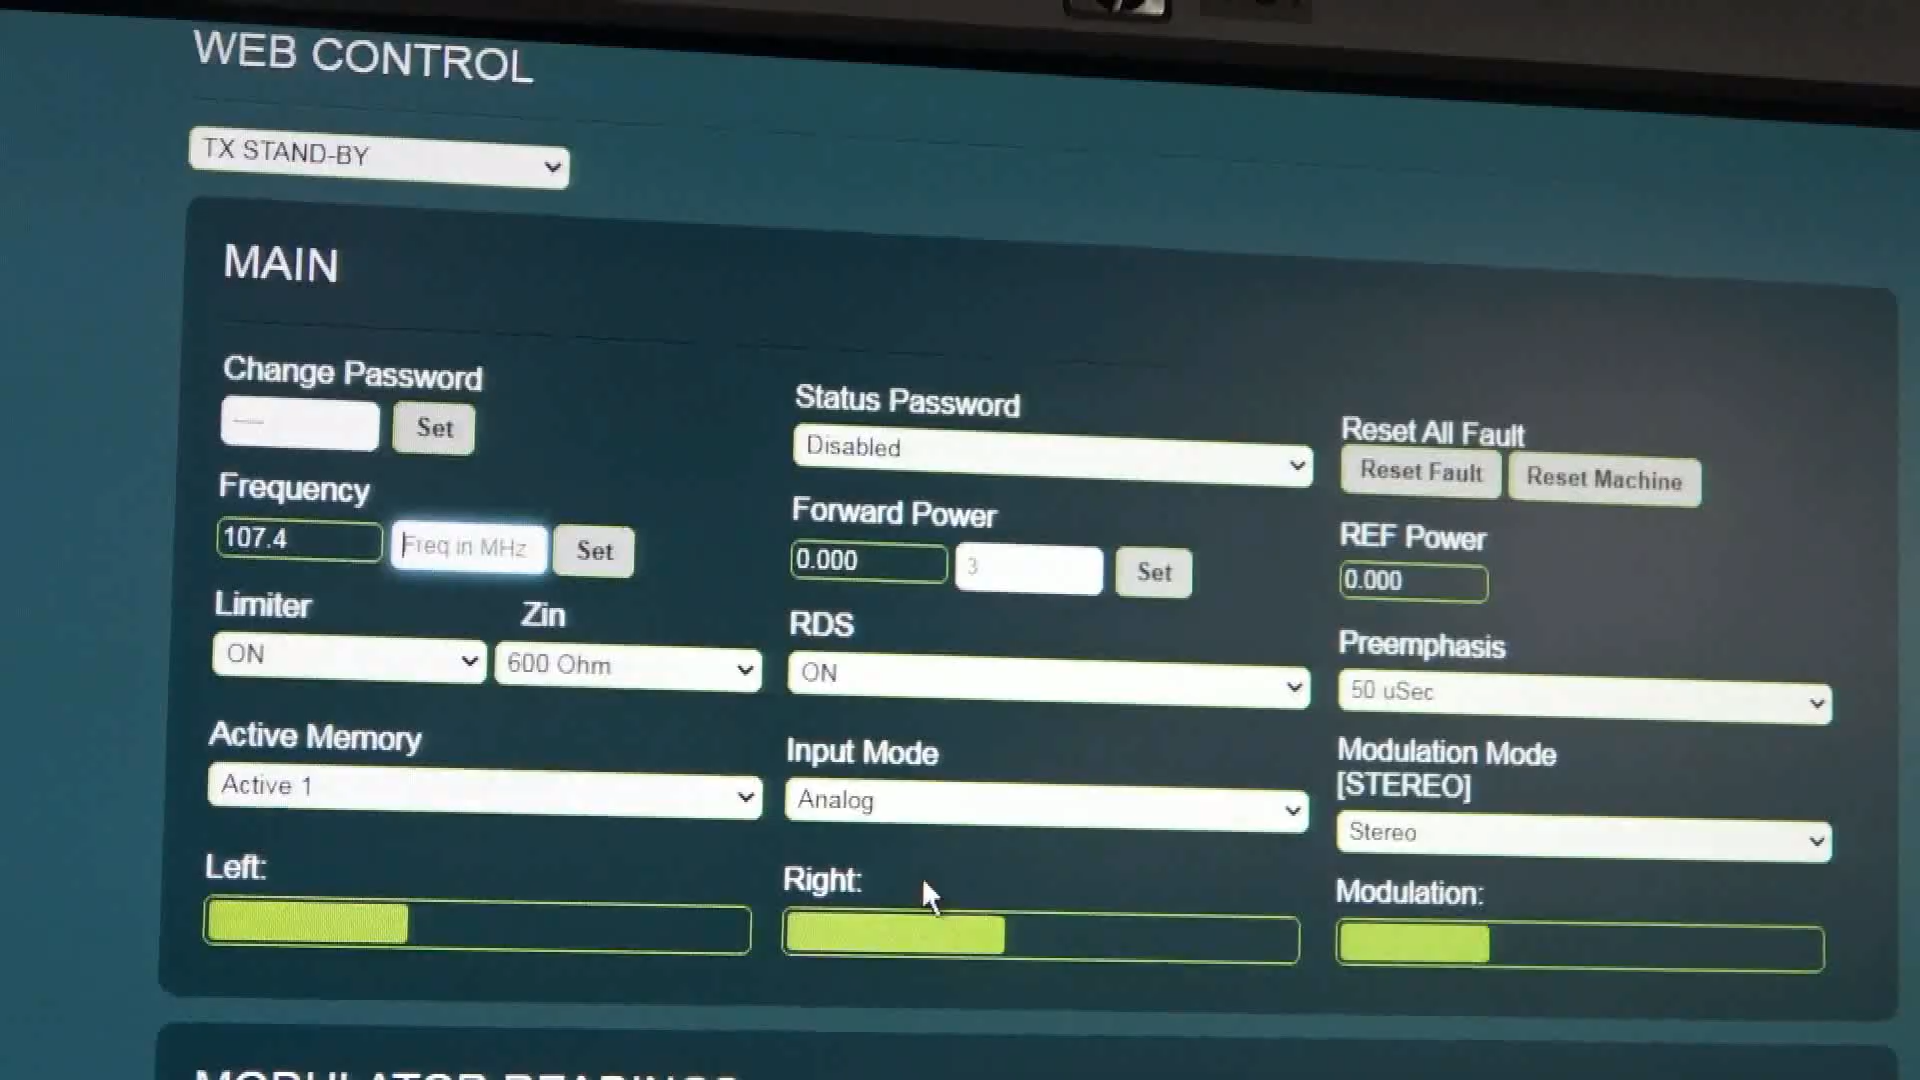 WEB CONTROL
TX STAND-BY
MAIN
Change Password
Set
Status Password
Disabled
Reset All Fault
Reset Fault Reset Machine
Frequency
107.4 Freq in MHz Set
Forward Power
0.000 3 Set
REF Power
0.000
Limiter Zin
ON 600 Ohm
RDS
ON
Preemphasis
50 uSec
Active Memory
Active 1
Input Mode
Analog
Modulation Mode
[STEREO]
Stereo
Left:
Right:
Modulation:
MODULATOR READINGS